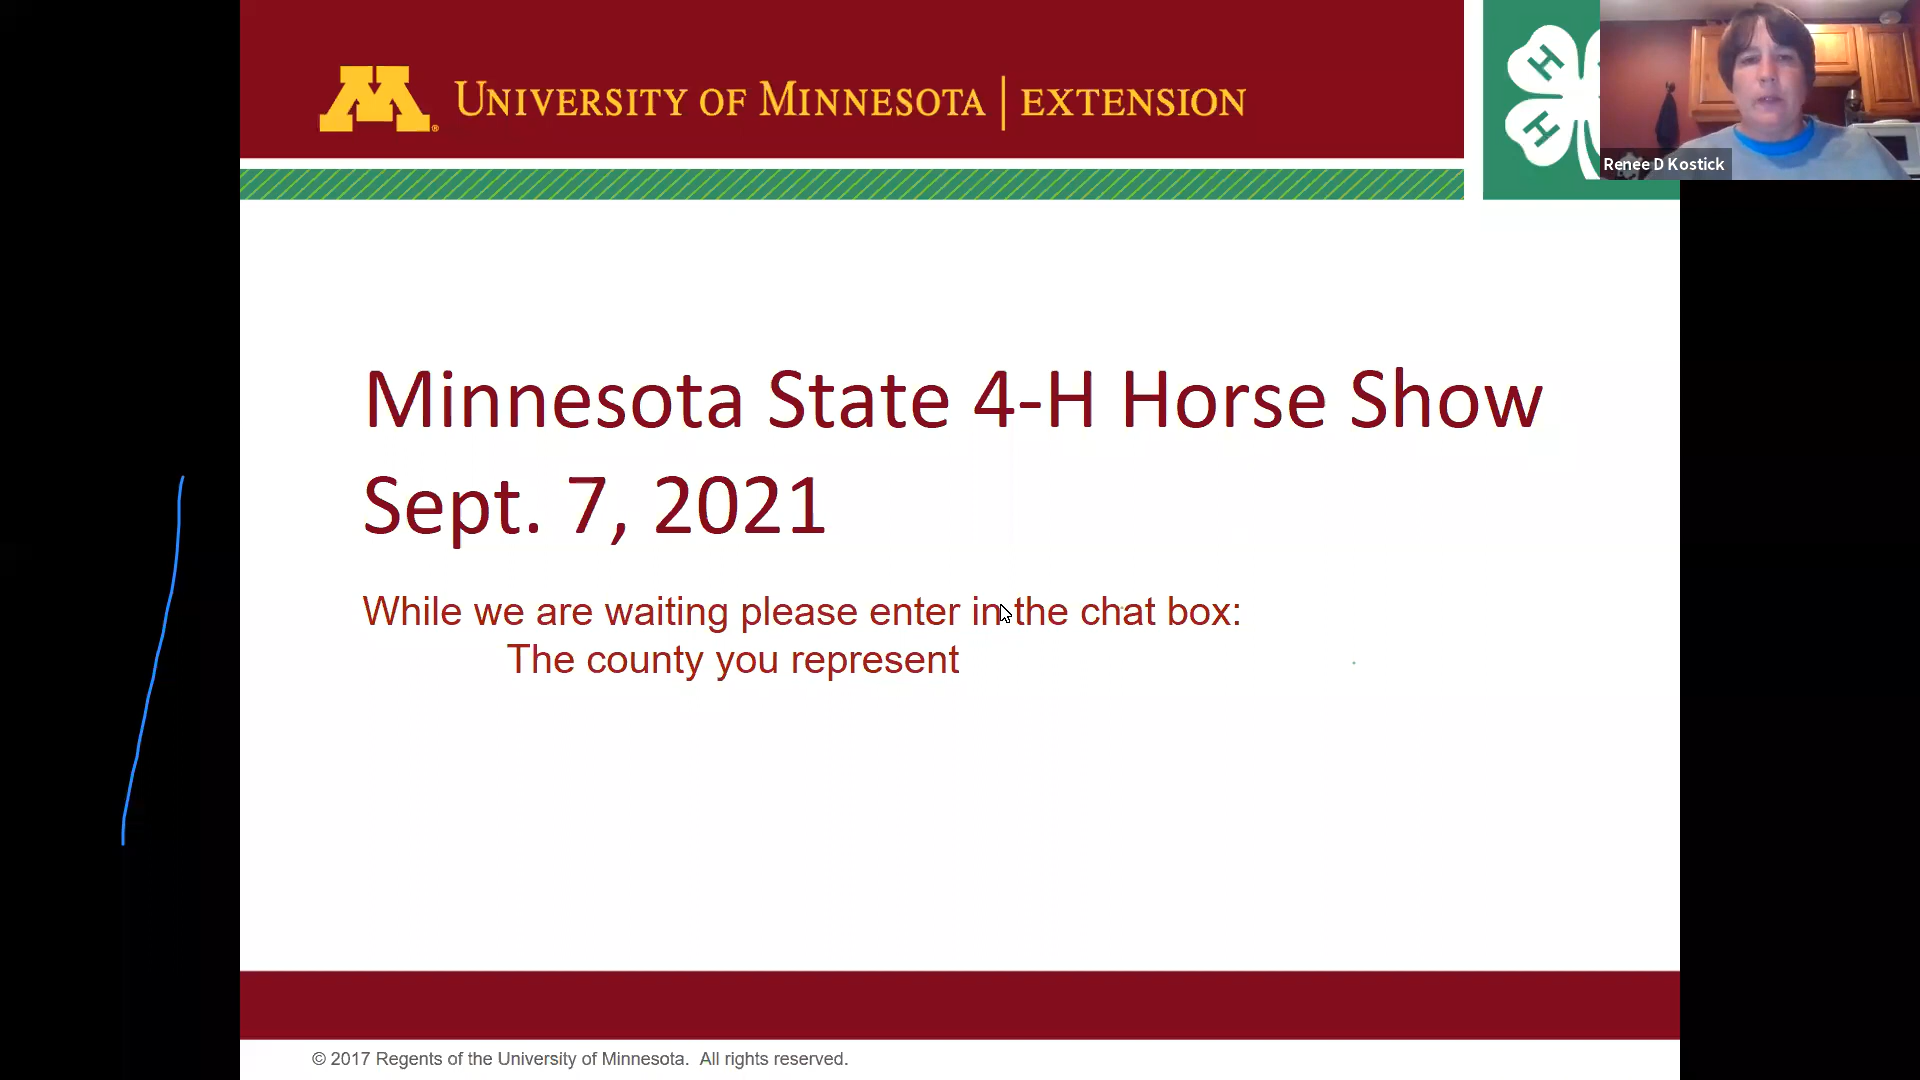 M® UNIVERSITY OF MINNESOTA | EXTENSION
H
H
Renee D Kostick
Minnesota State 4-H Horse Show
Sept. 7, 2021
While we are waiting please enter in the chat box:
The county you represent
© 2017 Regents of the University of Minnesota. All rights reserved.